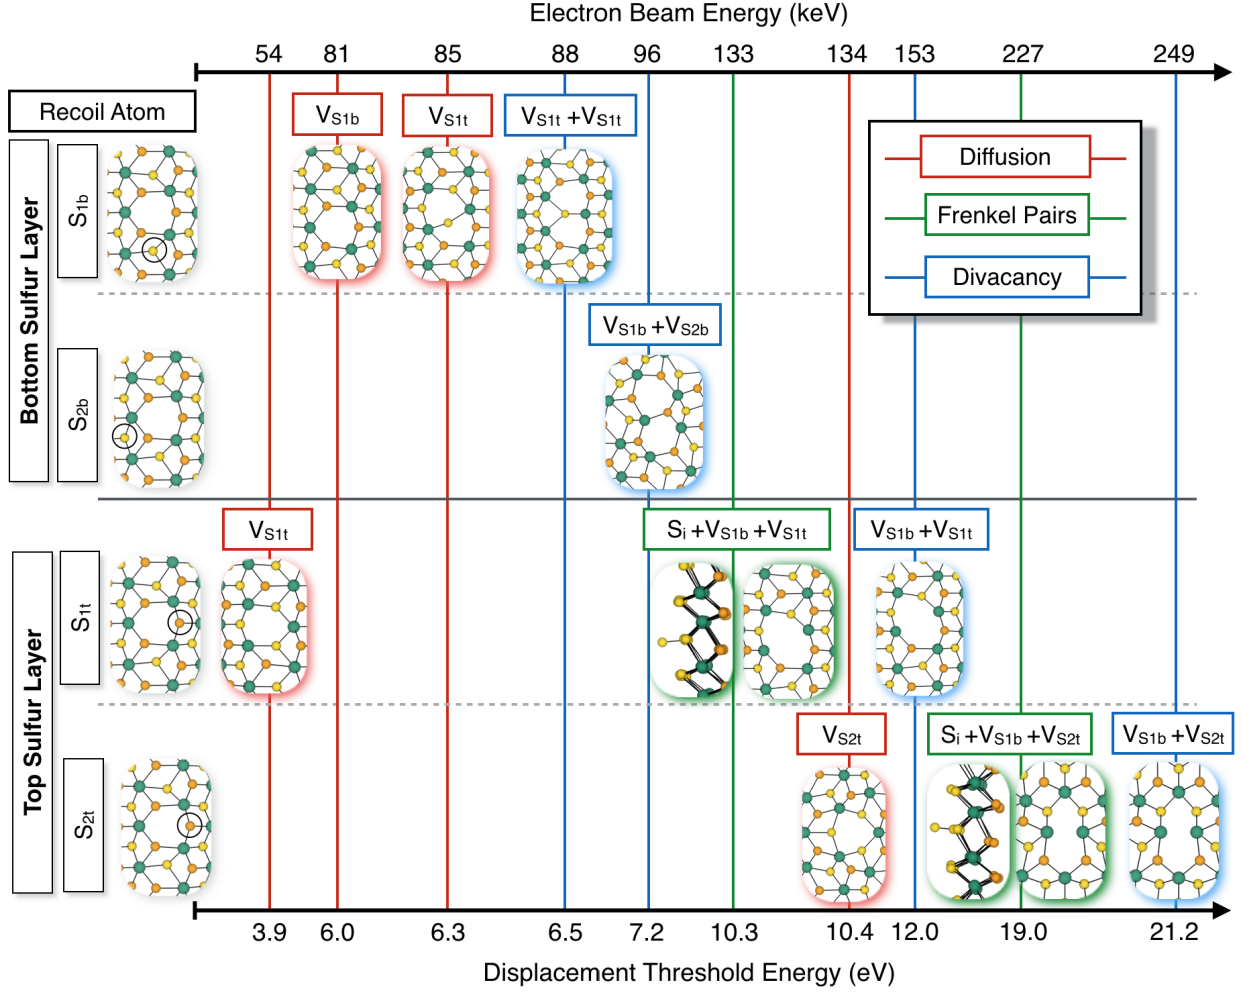 Electron Beam Energy (keV)
54 81 85 88 96 133 134 153 227 249
Recoil Atom
VS1b VS1t VS1t +VS1t
Diffusion
Frenkel Pairs
Divacancy
Bottom Sulfur Layer
S1b
VS1b +VS2b
S2b
VS1t Si +VS1b +VS1t VS1b +VS1t
Top Sulfur Layer
S1t
VS2t Si +VS1b +VS2t VS1b +VS2t
S2t
3.9 6.0 6.3 6.5 7.2 10.3 10.4 12.0 19.0 21.2
Displacement Threshold Energy (eV)